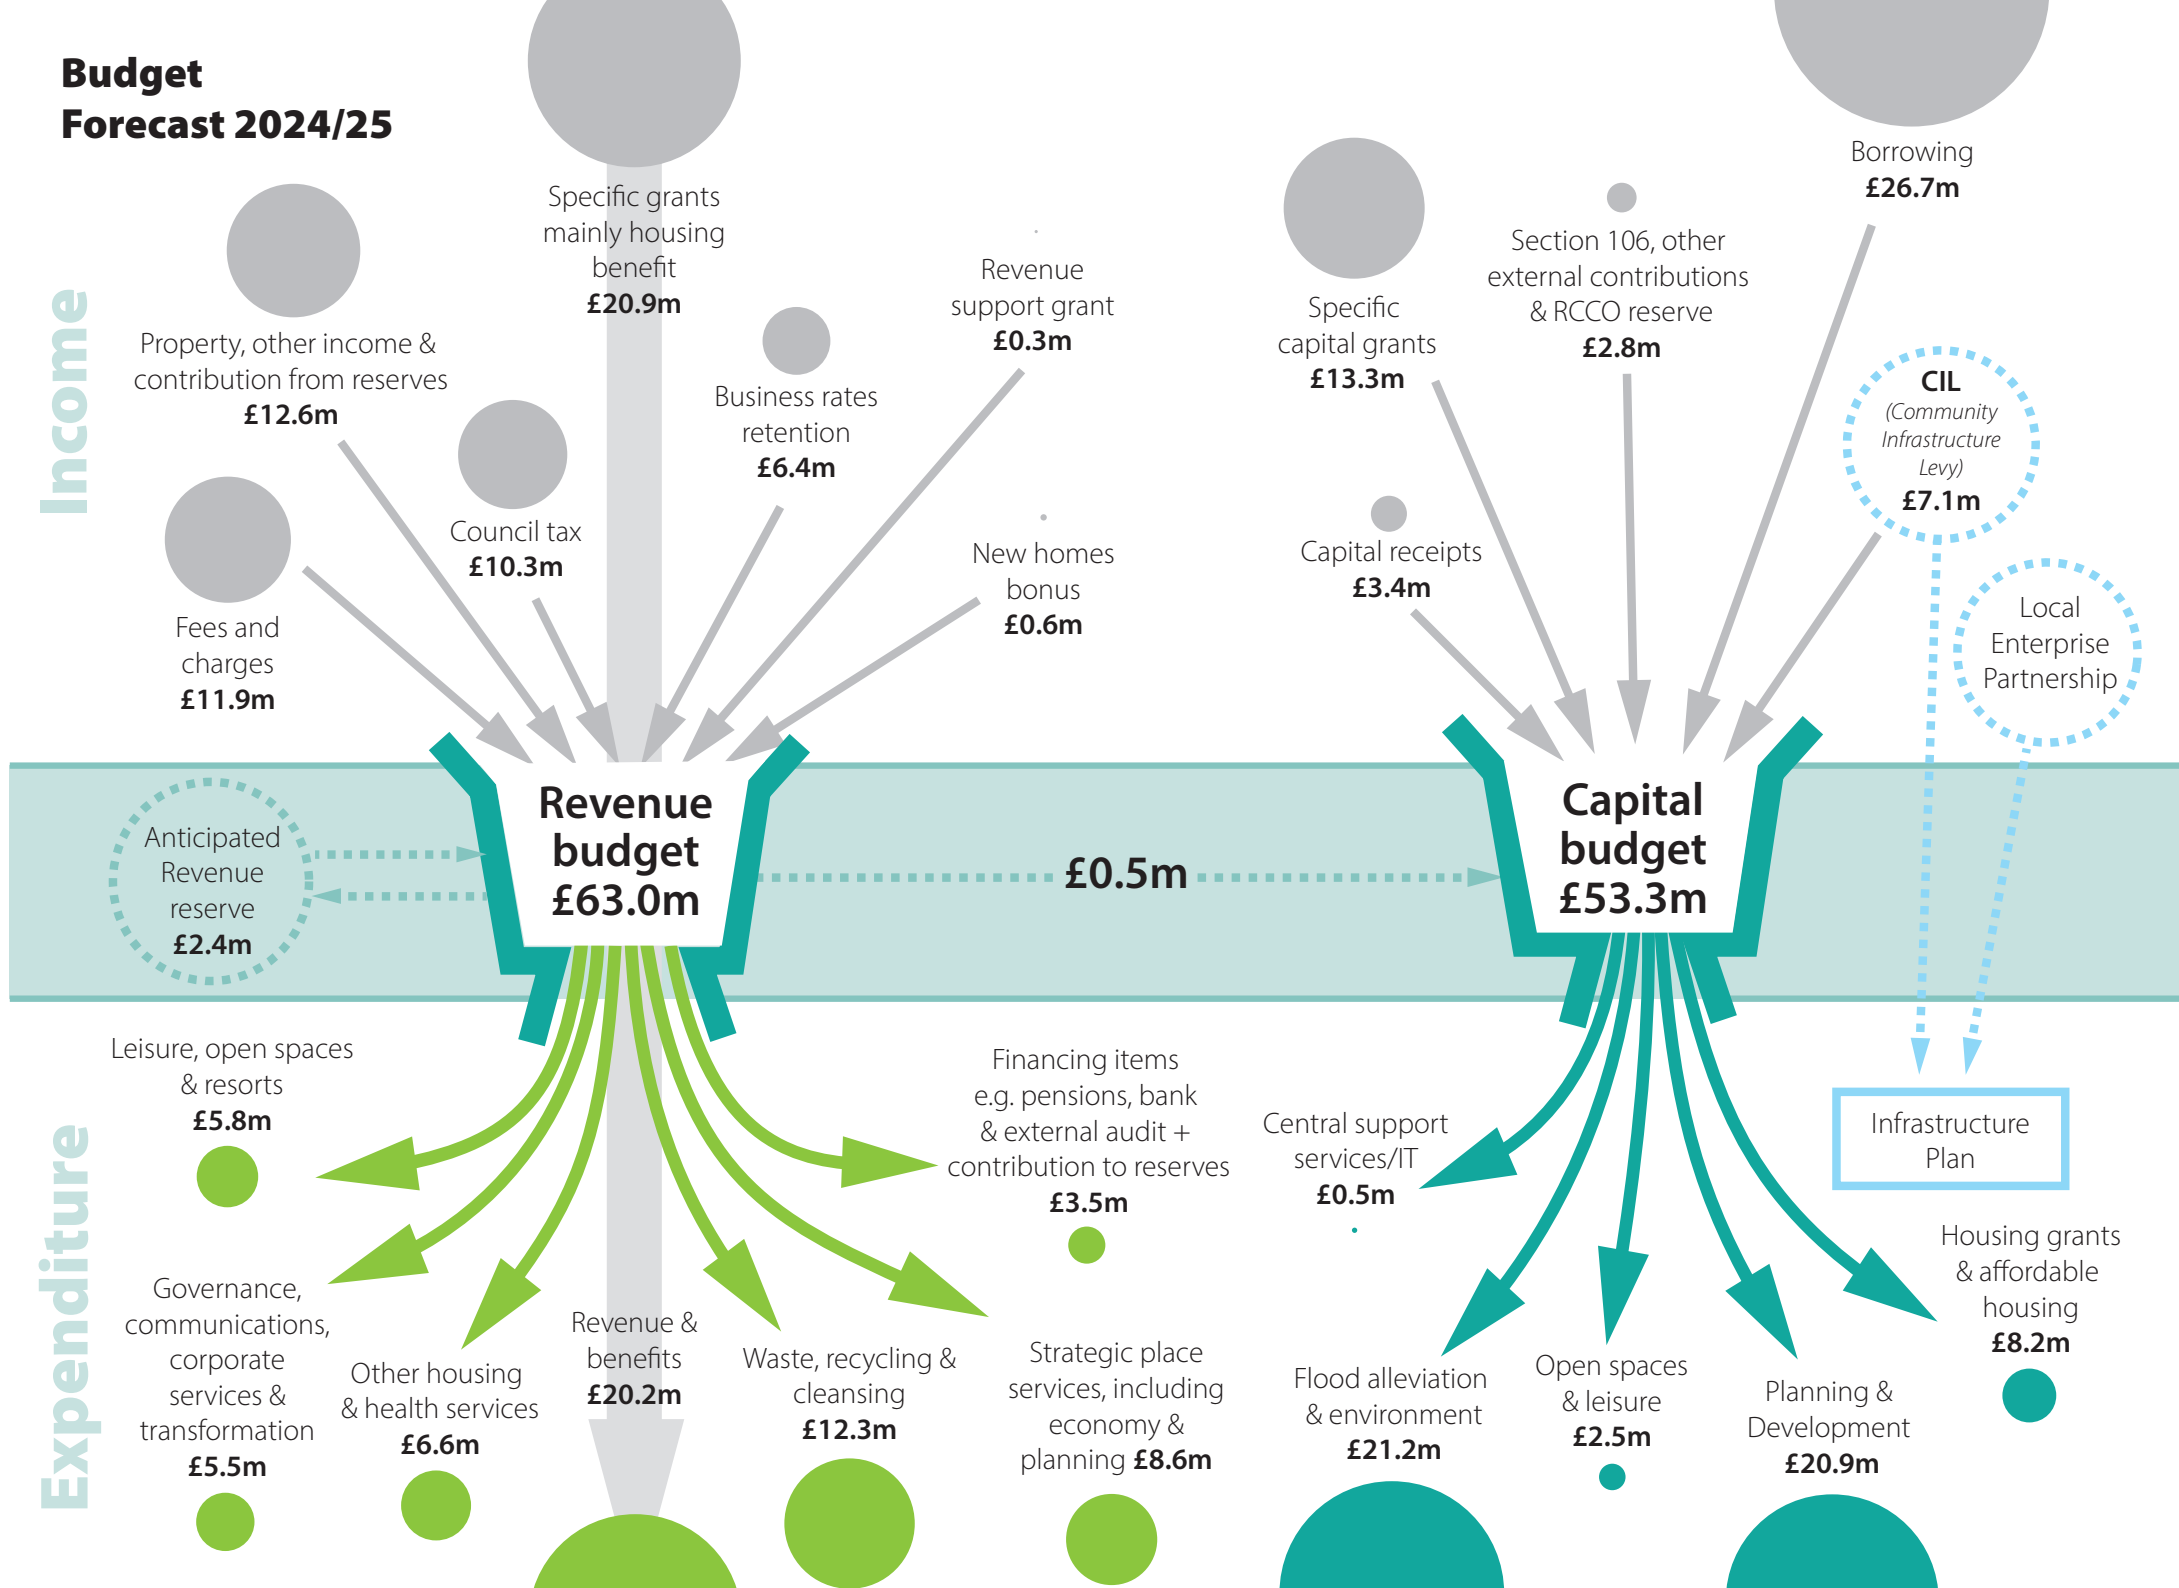 Budget
Forecast 2024/25
Income
Property, other income &
contribution from reserves
£12.6m
Fees and
charges
£11.9m
Council tax
£10.3m
Specific grants
mainly housing
benefit
£20.9m
Business rates
retention
£6.4m
Revenue
support grant
£0.3m
New homes
bonus
£0.6m
Specific
capital grants
£13.3m
Capital receipts
£3.4m
Section 106, other
external contributions
& RCCO reserve
£2.8m
Borrowing
£26.7m
CIL
(Community
Infrastructure
Levy)
£7.1m
Local
Enterprise
Partnership
Anticipated
Revenue
reserve
£2.4m
Revenue
budget
£63.0m
£0.5m
Capital
budget
£53.3m
Expenditure
Leisure, open spaces
& resorts
£5.8m
Governance,
communications,
corporate
services &
transformation
£5.5m
Other housing
& health services
£6.6m
Revenue &
benefits
£20.2m
Waste, recycling &
cleansing
£12.3m
Financing items
e.g. pensions, bank
& external audit +
contribution to reserves
£3.5m
Strategic place
services, including
economy &
planning £8.6m
Central support
services/IT
£0.5m
Flood alleviation
& environment
£21.2m
Open spaces
& leisure
£2.5m
Planning &
Development
£20.9m
Infrastructure
Plan
Housing grants
& affordable
housing
£8.2m